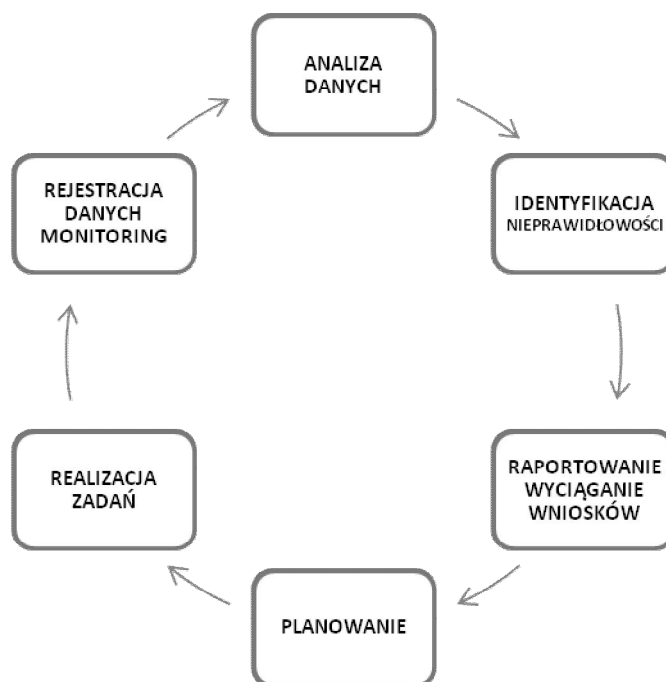 ANALIZA
DANYCH
IDENTYFIKACJA
NIEPRAWIDŁOWOŚCI
RAPORTOWANIE
WYCIĄGANIE
WNIOSKÓW
PLANOWANIE
REALIZACJA
ZADAŃ
REJESTRACJA
DANYCH
MONITORING